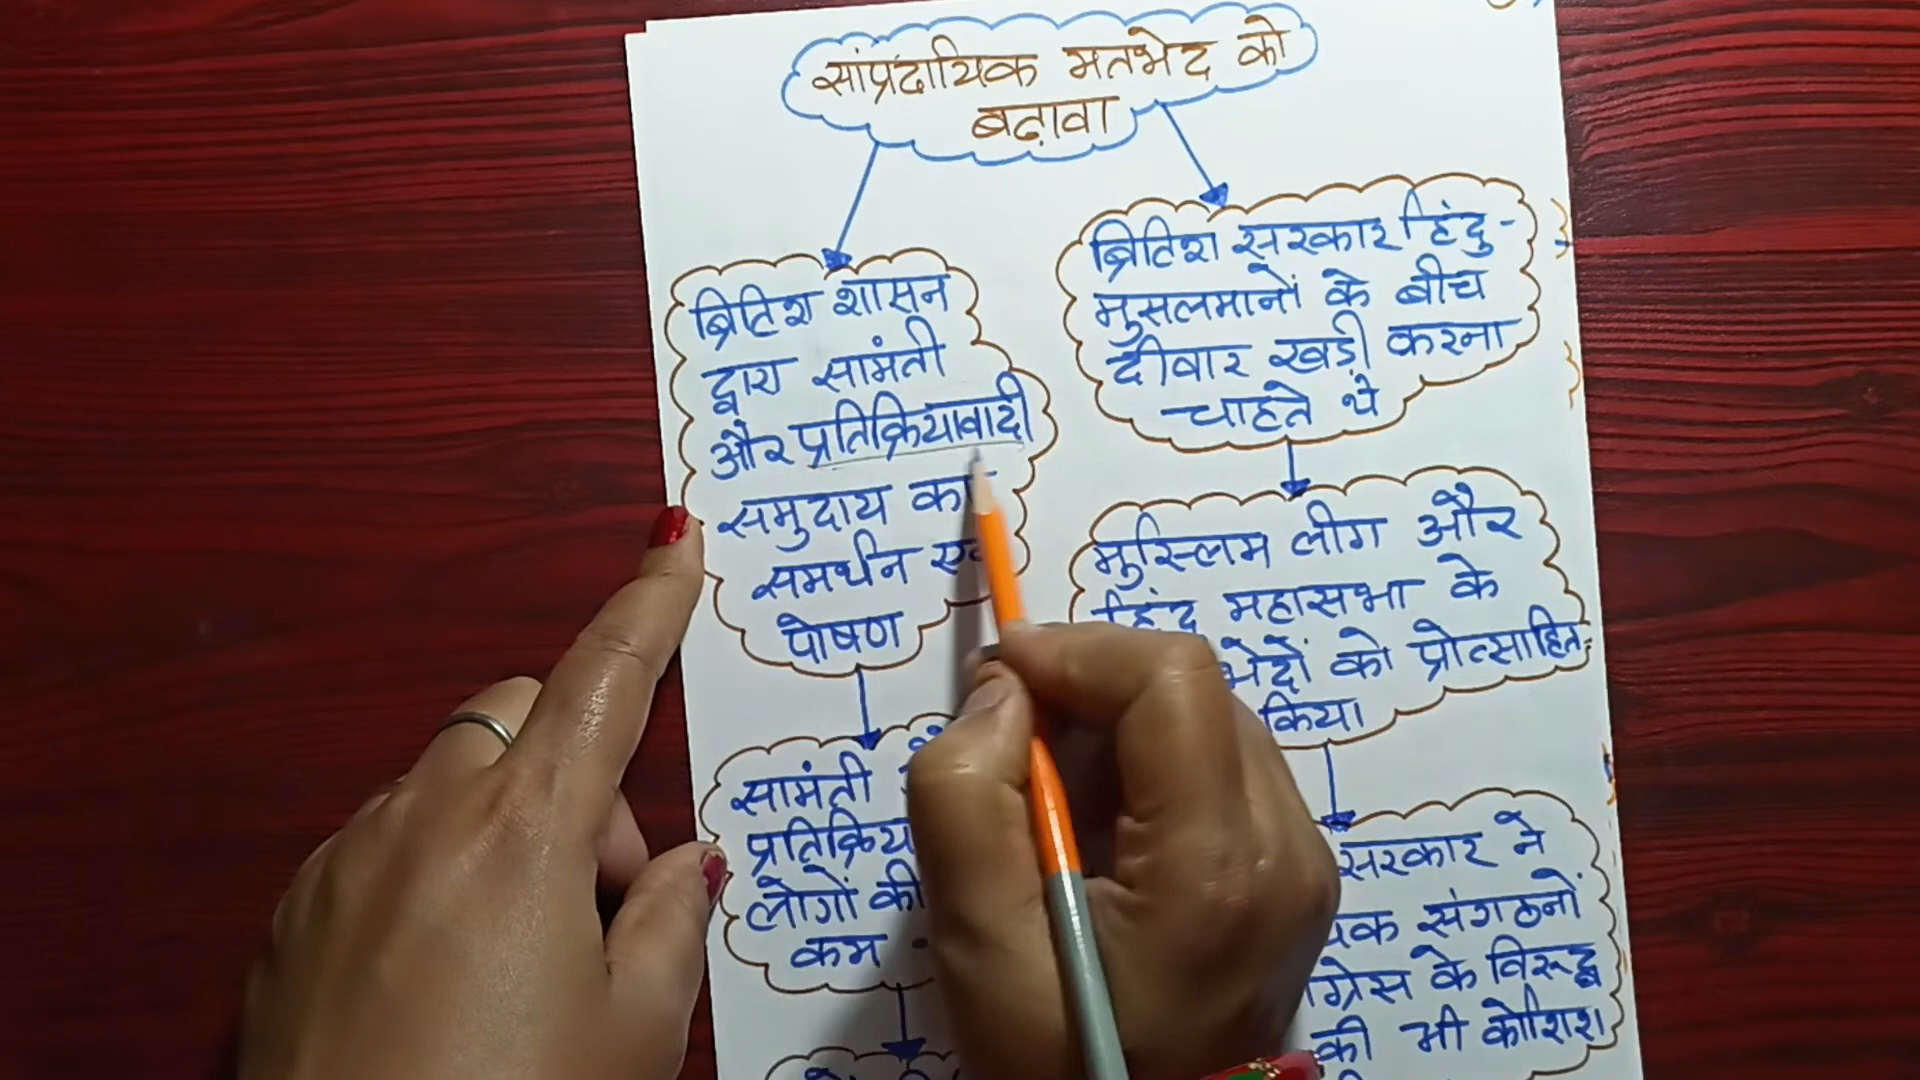 सांप्रदायिक मतभेद को
बढ़ावा
ब्रिटिश शासन
द्वारा सामंती
और प्रतिक्रियावादी
समुदाय का
समर्थन
पोषण
सामंती
लोगों की
कम
ब्रिटिश सरकार हिंदु-
मुसलमानों के बीच
दीवार खड़ी करना
चाहते थे
मुस्लिम लीग और
हिंदू महासभा के
को प्रोत्साहित
किया
सरकार ने
संगठनों
के विरूद्ध
की भी कोशिश